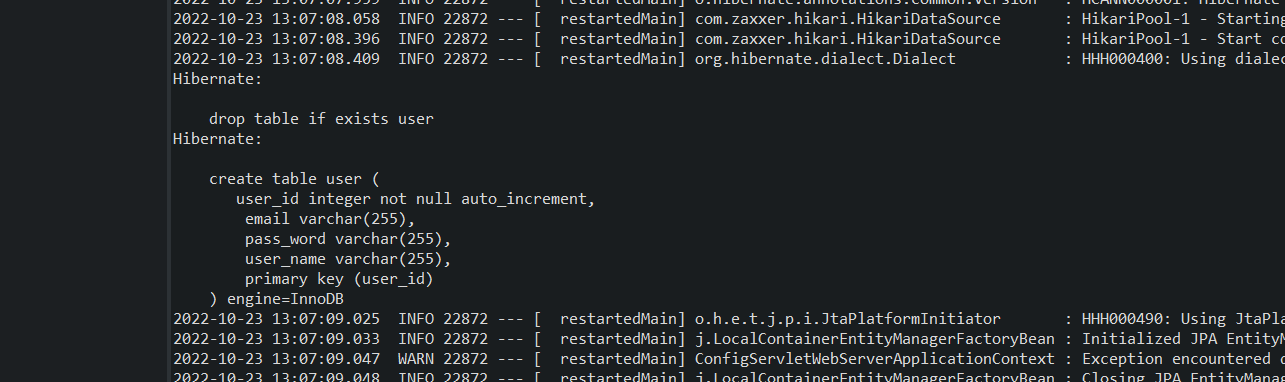 2022-10-23 13:07:07.999  INFO 22872 --- [  restartedMain] o.hibernate.annotations.common.Version   : HCANN000001: Hibernate
2022-10-23 13:07:08.058  INFO 22872 --- [  restartedMain] com.zaxxer.hikari.HikariDataSource       : HikariPool-1 - Starting
2022-10-23 13:07:08.396  INFO 22872 --- [  restartedMain] com.zaxxer.hikari.HikariDataSource       : HikariPool-1 - Start co
2022-10-23 13:07:08.409  INFO 22872 --- [  restartedMain] org.hibernate.dialect.Dialect            : HHH000400: Using dialec
Hibernate:
    drop table if exists user
Hibernate:
    create table user (
       user_id integer not null auto_increment,
        email varchar(255),
        pass_word varchar(255),
        user_name varchar(255),
        primary key (user_id)
    ) engine=InnoDB
2022-10-23 13:07:09.025  INFO 22872 --- [  restartedMain] o.h.e.t.j.p.i.JtaPlatformInitiator       : HHH000490: Using JtaPla
2022-10-23 13:07:09.033  INFO 22872 --- [  restartedMain] j.LocalContainerEntityManagerFactoryBean : Initialized JPA EntityM
2022-10-23 13:07:09.047  WARN 22872 --- [  restartedMain] ConfigServletWebServerApplicationContext : Exception encountered d
2022-10-23 13:07:09.048  INFO 22872 --- [  restartedMain] j.LocalContainerEntityManagerFactoryBean : Closing JPA EntityManag